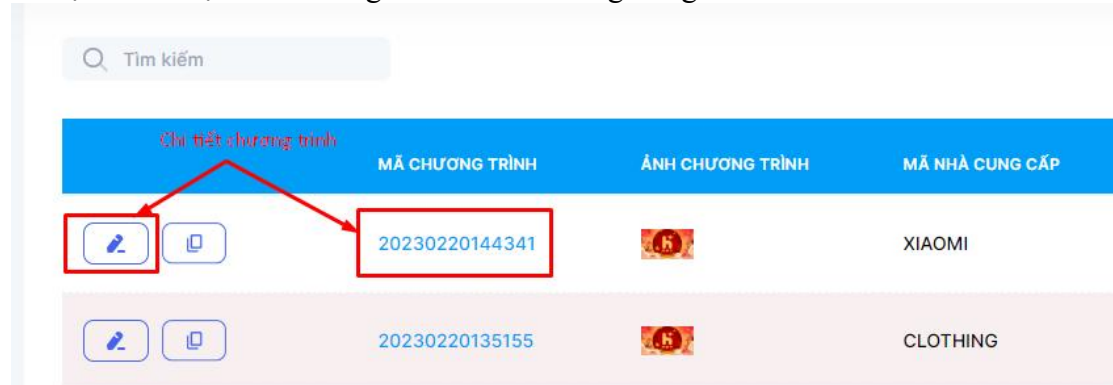 Tìm kiếm
Chi tiết chương trình
MÃ CHƯƠNG TRÌNH ẢNH CHƯƠNG TRÌNH MÃ NHÀ CUNG CẤP
20230220144341 XIAOMI
20230220135155 CLOTHING